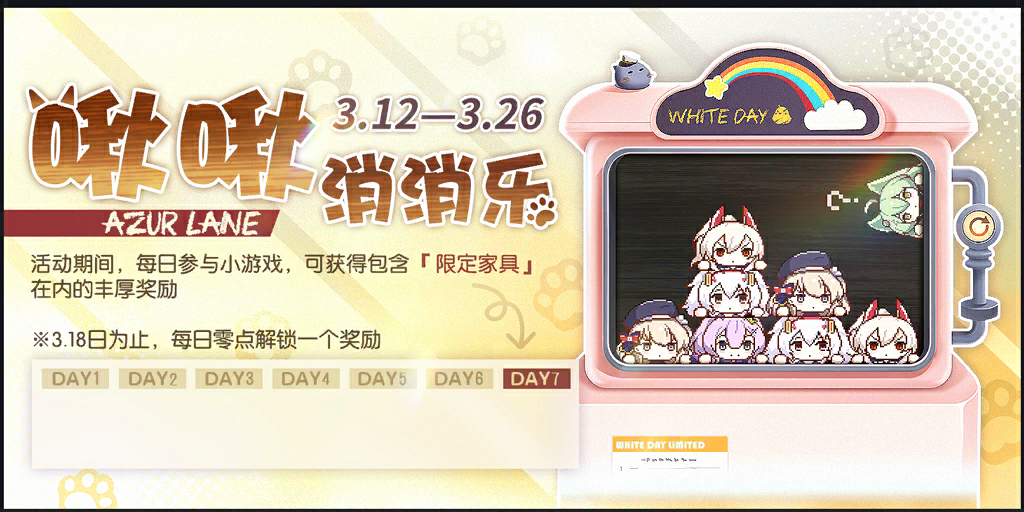 啾啾
3.12—3.26
消消乐
AZUR LANE
活动期间，每日参与小游戏，可获得包含「限定家具」
在内的丰厚奖励
※3.18日为止，每日零点解锁一个奖励
DAY1 DAY2 DAY3 DAY4 DAY5 DAY6 DAY7
WHITE DAY
WHITE DAY LIMITED